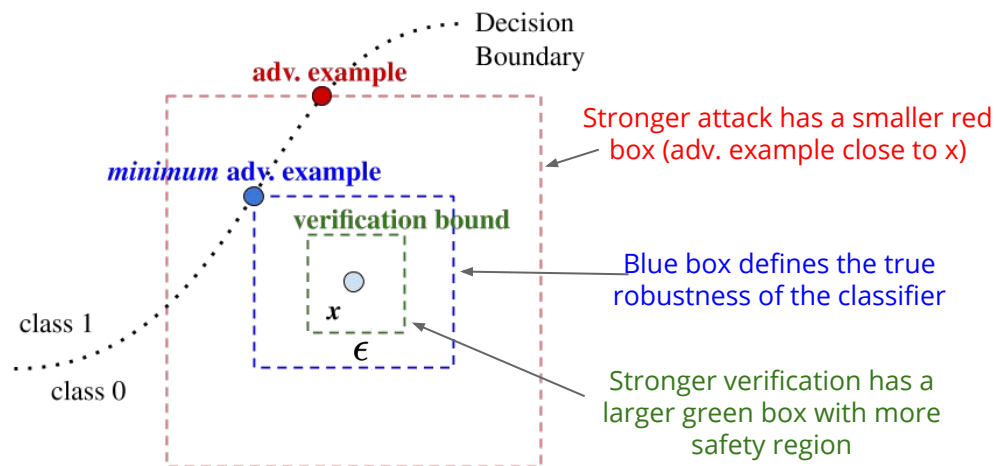 Decision
Boundary
adv. example
Stronger attack has a smaller red
box (adv. example close to x)
minimum adv. example
verification bound
Blue box defines the true
robustness of the classifier
x
class 1
ϵ
class 0
Stronger verification has a
larger green box with more
safety region